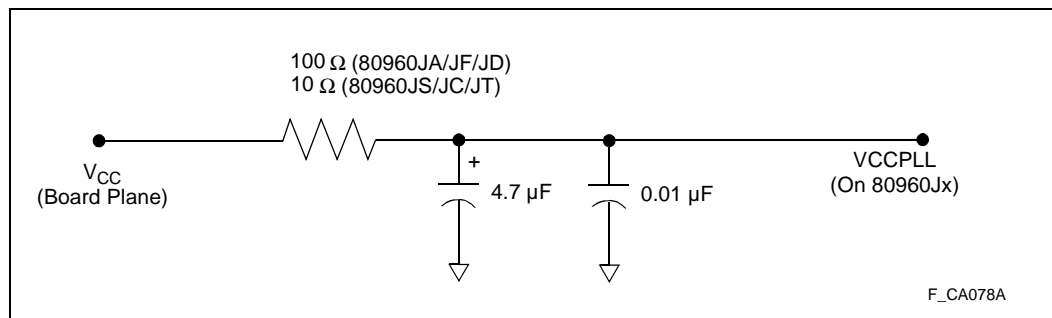 100 Ω (80960JA/JF/JD)
10 Ω (80960JS/JC/JT)
VCC
(Board Plane)
+
4.7 µF
0.01 µF
VCCPLL
(On 80960Jx)
F_CA078A